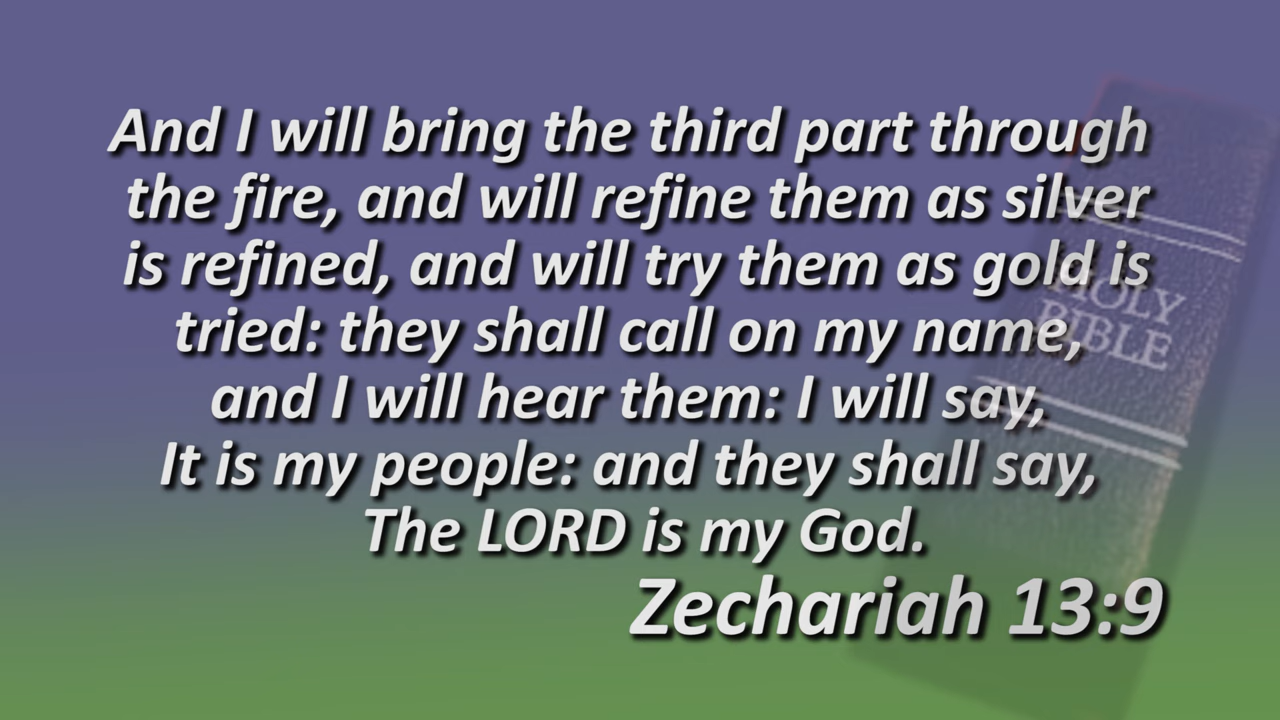 And I will bring the third part through
the fire, and will refine them as silver
is refined, and will try them as gold is
tried: they shall call on my name,
and I will hear them: I will say,
It is my people: and they shall say,
The LORD is my God.
Zechariah 13:9
HOLY
BIBLE